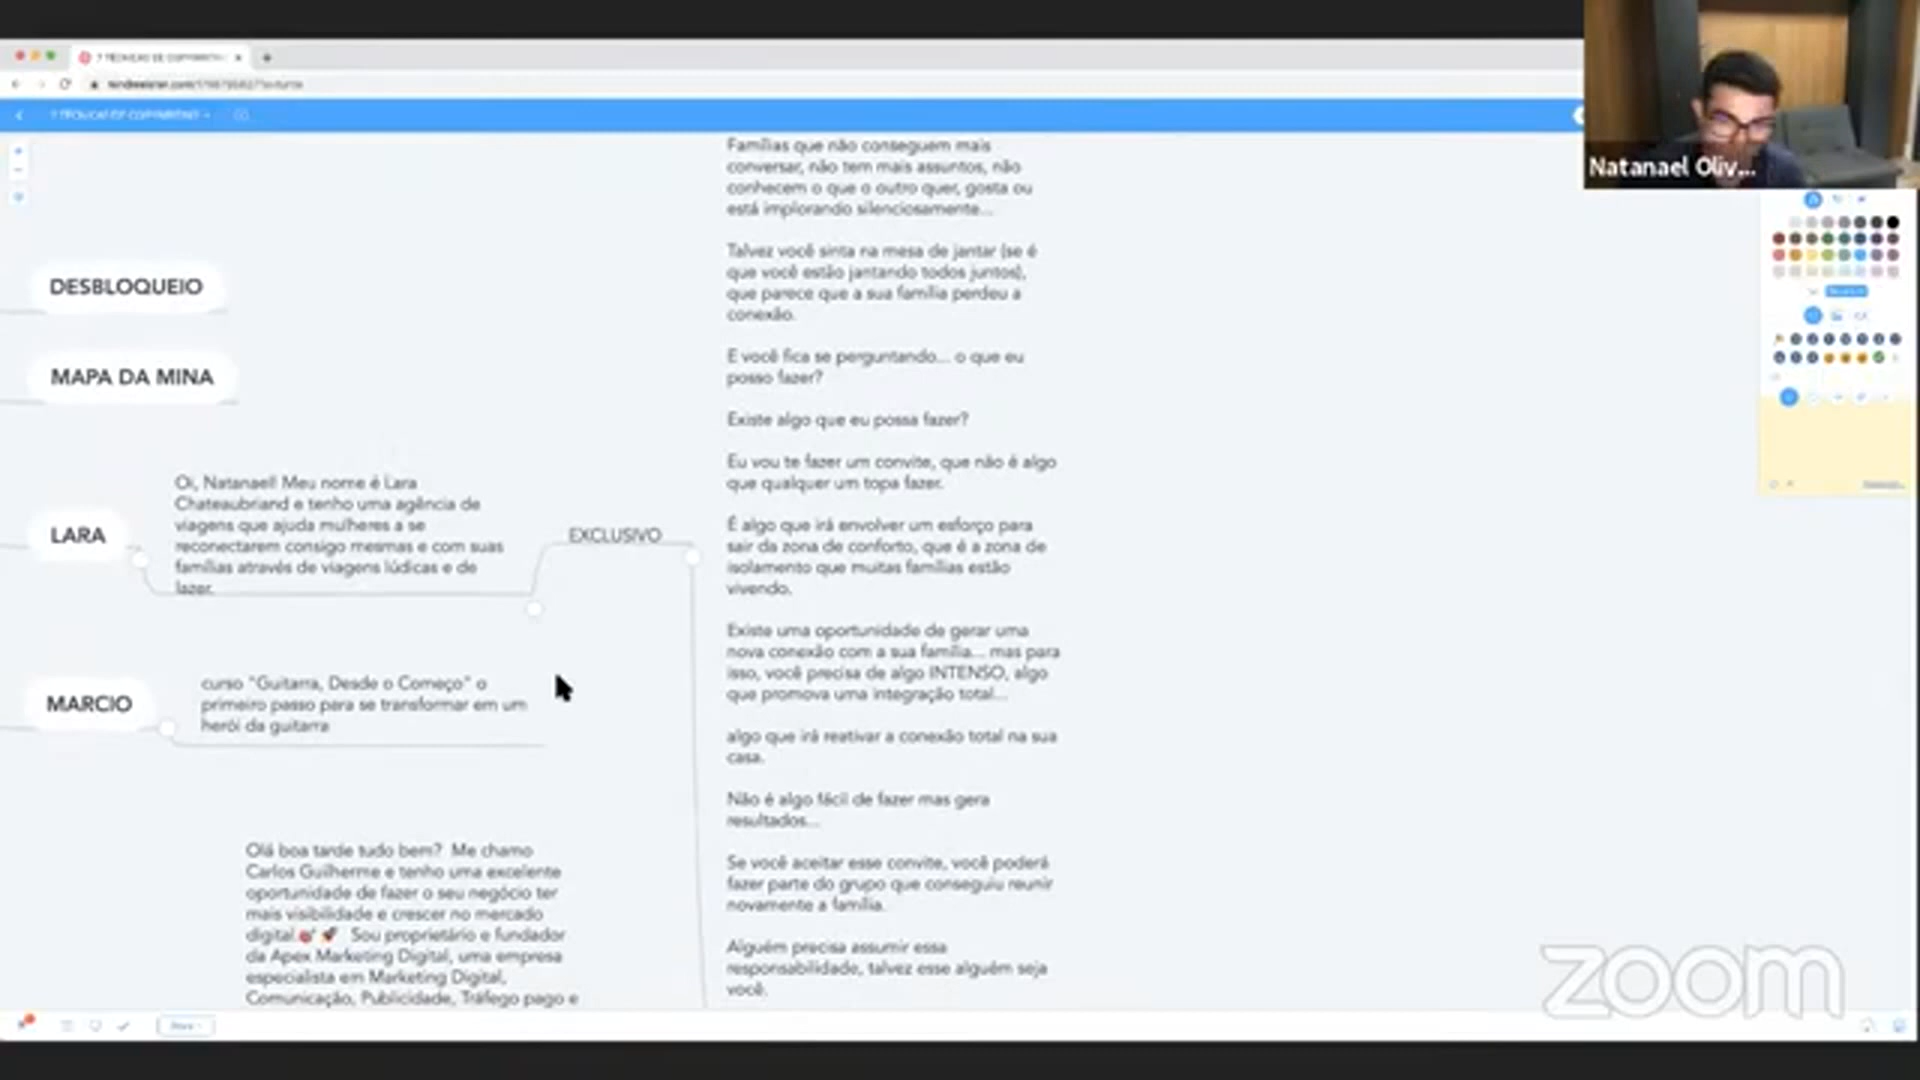 7 TÉCNICAS DE COPYWRITIN
7 TÉCNICAS DE COPYWRITING
Natanael Oliv...
Famílias que não conseguem mais
conversar, não tem mais assuntos, não
conhecem o que o outro quer, gosta ou
está implorando silenciosamente...
Talvez você sinta na mesa de jantar (se é
que você estão jantando todos juntos),
que parece que a sua família perdeu a
conexão.
E você fica se perguntando... o que eu
posso fazer?
Existe algo que eu possa fazer?
Eu vou te fazer um convite, que não é algo
que qualquer um topa fazer.
É algo que irá envolver um esforço para
sair da zona de conforto, que é a zona de
isolamento que muitas famílias estão
vivendo.
Existe uma oportunidade de gerar uma
nova conexão com a sua família... mas para
isso, você precisa de algo INTENSO, algo
que promova uma integração total...
algo que irá reativar a conexão total na sua
casa.
Não é algo fácil de fazer mas gera
resultados...
Se você aceitar esse convite, você poderá
fazer parte do grupo que conseguiu reunir
novamente a família.
Alguém precisa assumir essa
responsabilidade, talvez esse alguém seja
você.
DESBLOQUEIO
MAPA DA MINA
LARA
Oi, Natanael! Meu nome é Lara
Chateaubriand e tenho uma agência de
viagens que ajuda mulheres a se
reconectarem consigo mesmas e com suas
famílias através de viagens lúdicas e de
lazer.
EXCLUSIVO
MARCIO
curso "Guitarra, Desde o Começo" o
primeiro passo para se transformar em um
herói da guitarra
Olá boa tarde tudo bem? Me chamo
Carlos Guilherme e tenho uma excelente
oportunidade de fazer o seu negócio ter
mais visibilidade e crescer no mercado
digital.🎯 🚀 Sou proprietário e fundador
da Apex Marketing Digital, uma empresa
especialista em Marketing Digital,
Comunicação, Publicidade, Tráfego pago e
zoom